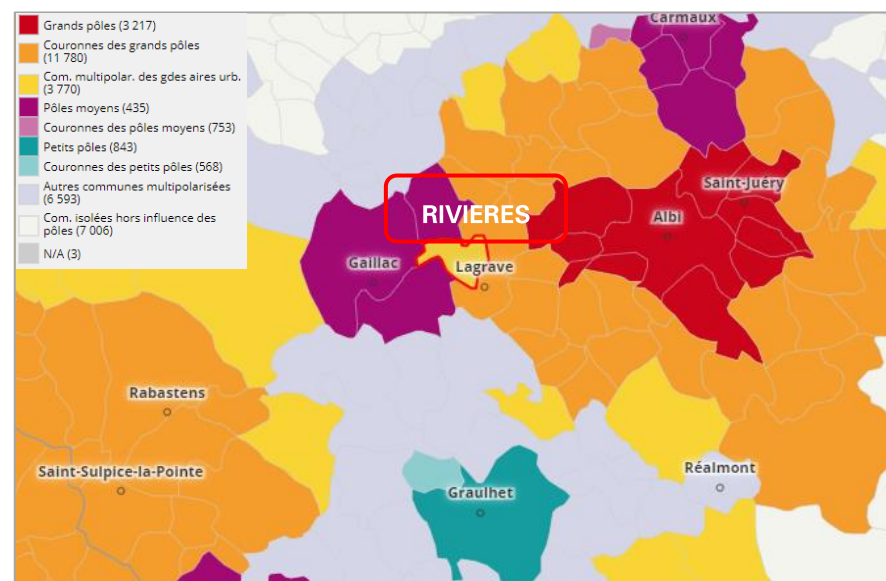 Grands pôles (3 217)
Couronnes des grands pôles
(11 780)
Com. multipolar. des gdes aires urb.
(3 770)
Pôles moyens (435)
Couronnes des pôles moyens (753)
Petits pôles (843)
Couronnes des petits pôles (568)
Autres communes multipolarisées
(6 593)
Com. isolées hors influence des
pôles (7 006)
N/A (3)
Carmaux
Saint-Juéry
RIVIERES
Albi
Gaillac
Lagrave
Rabastens
Saint-Sulpice-la-Pointe
Réalmont
Graulhet